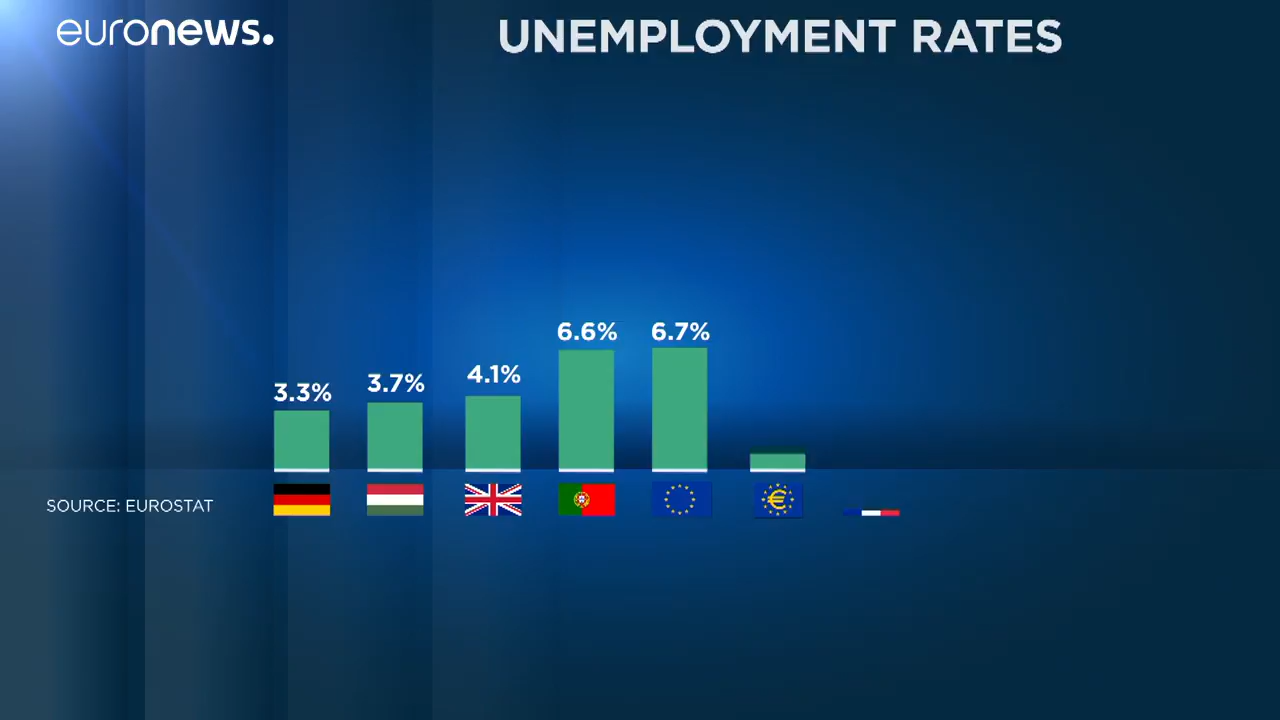 euronews.
UNEMPLOYMENT RATES
6.6% 6.7%
4.1%
3.7%
3.3%
€
SOURCE: EUROSTAT